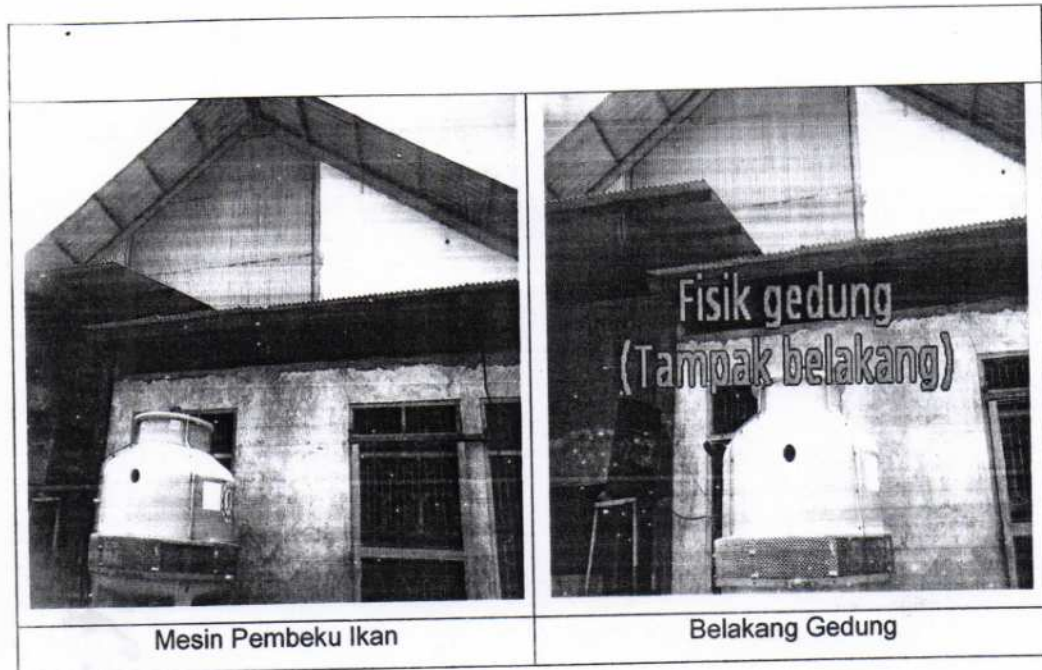 Fisik gedung
(Tampak belakang)
Mesin Pembeku Ikan
Belakang Gedung